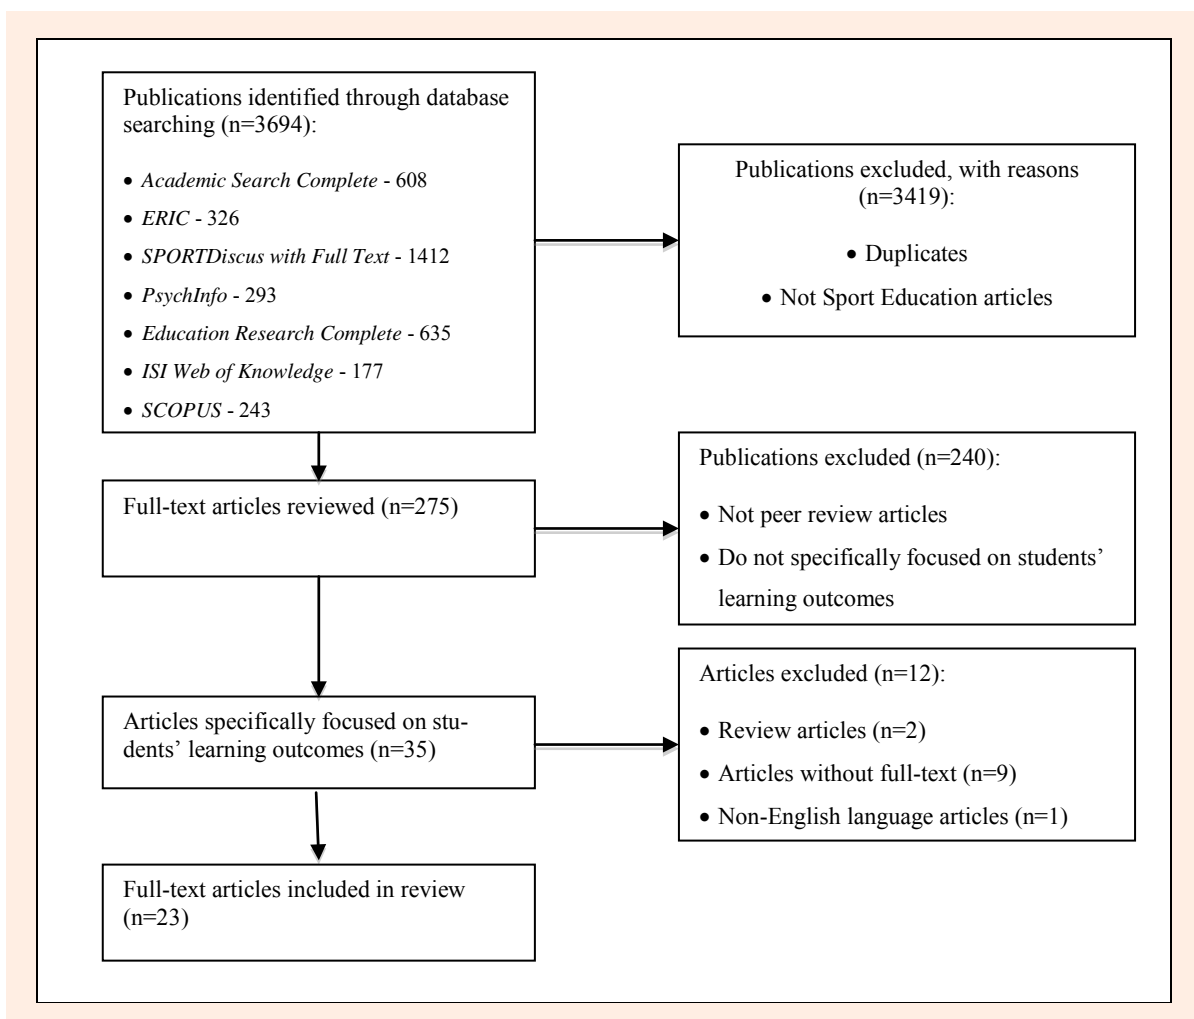 Publications identified through database
searching (n=3694):
• Academic Search Complete - 608
• ERIC - 326
• SPORTDiscus with Full Text - 1412
• PsychInfo - 293
• Education Research Complete - 635
• ISI Web of Knowledge - 177
• SCOPUS - 243
Publications excluded, with reasons
(n=3419):
• Duplicates
• Not Sport Education articles
Full-text articles reviewed (n=275)
Publications excluded (n=240):
• Not peer review articles
• Do not specifically focused on students’
learning outcomes
Articles specifically focused on stu-
dents’ learning outcomes (n=35)
Articles excluded (n=12):
• Review articles (n=2)
• Articles without full-text (n=9)
• Non-English language articles (n=1)
Full-text articles included in review
(n=23)